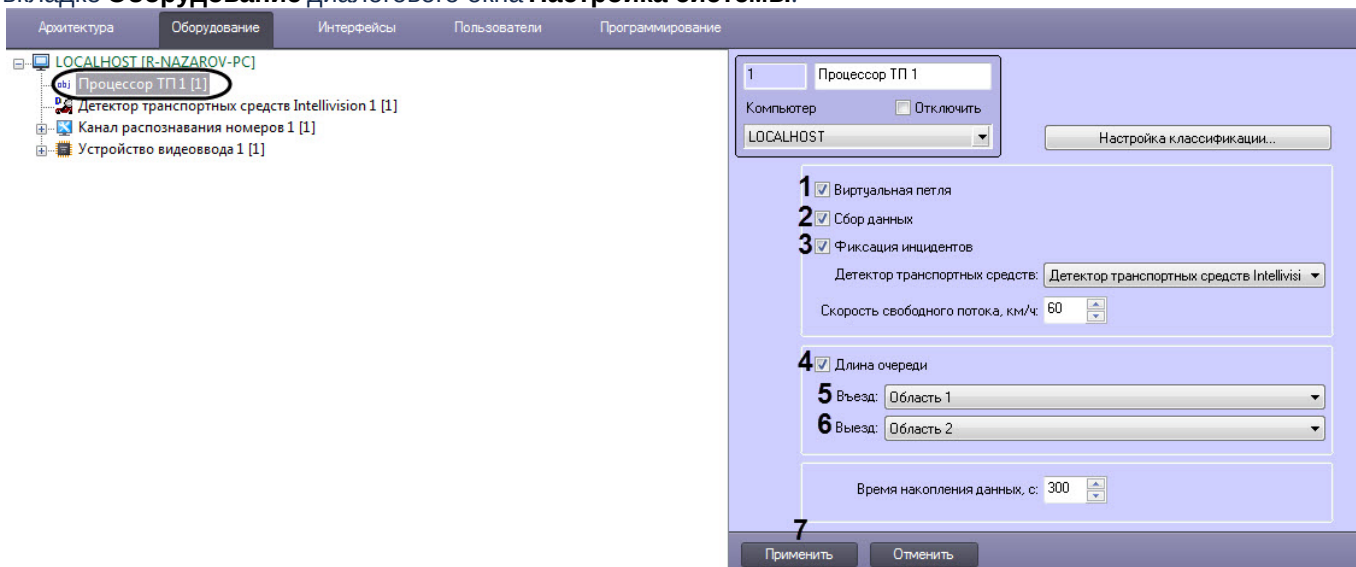 вкладке Оборудование диалогового окна Настройка системы.
Архитектура Оборудование Интерфейсы Пользователи Программирование
LOCALHOST [R-NAZAROV-PC]
obj Процессор ТП 1 [1]
Детектор транспортных средств Intellivision 1 [1]
Канал распознавания номеров 1 [1]
Устройство видеоввода 1 [1]
1 Процессор ТП 1
Компьютер Отключить
LOCALHOST Настройка классификации...
1 Виртуальная петля
2 Сбор данных
3 Фиксация инцидентов
Детектор транспортных средств: Детектор транспортных средств Intellivisi
Скорость свободного потока, км/ч: 60
4 Длина очереди
5 Въезд: Область 1
6 Выезд: Область 2
Время накопления данных, с: 300
7
Применить Отменить